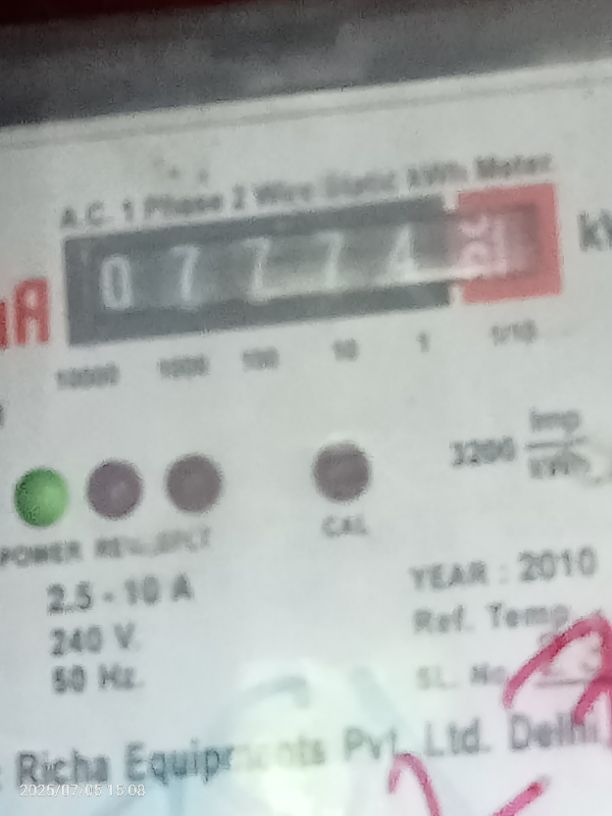 A.C. 1 Phase 2 Wire Static kWh Meter
0 7 7 7 4
10000 1000 100 10 1 1/10
3200 imp/kWh
POWER REV. SPLT
CAL
2.5 - 10 A
240 V.
50 Hz.
YEAR : 2010
Ref. Temp.
SL. No.
Richa Equipments Pvt. Ltd. Delhi
2025/07/05 15:08